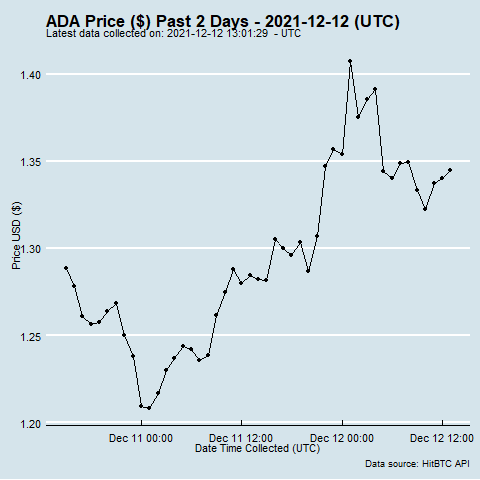 ADA Price ($) Past 2 Days - 2021-12-12 (UTC)
Latest data collected on: 2021-12-12 13:01:29  - UTC
1.40
1.35
1.30
1.25
1.20
Price USD ($)
Dec 11 00:00
Dec 11 12:00
Dec 12 00:00
Dec 12 12:00
Date Time Collected (UTC)
Data source: HitBTC API